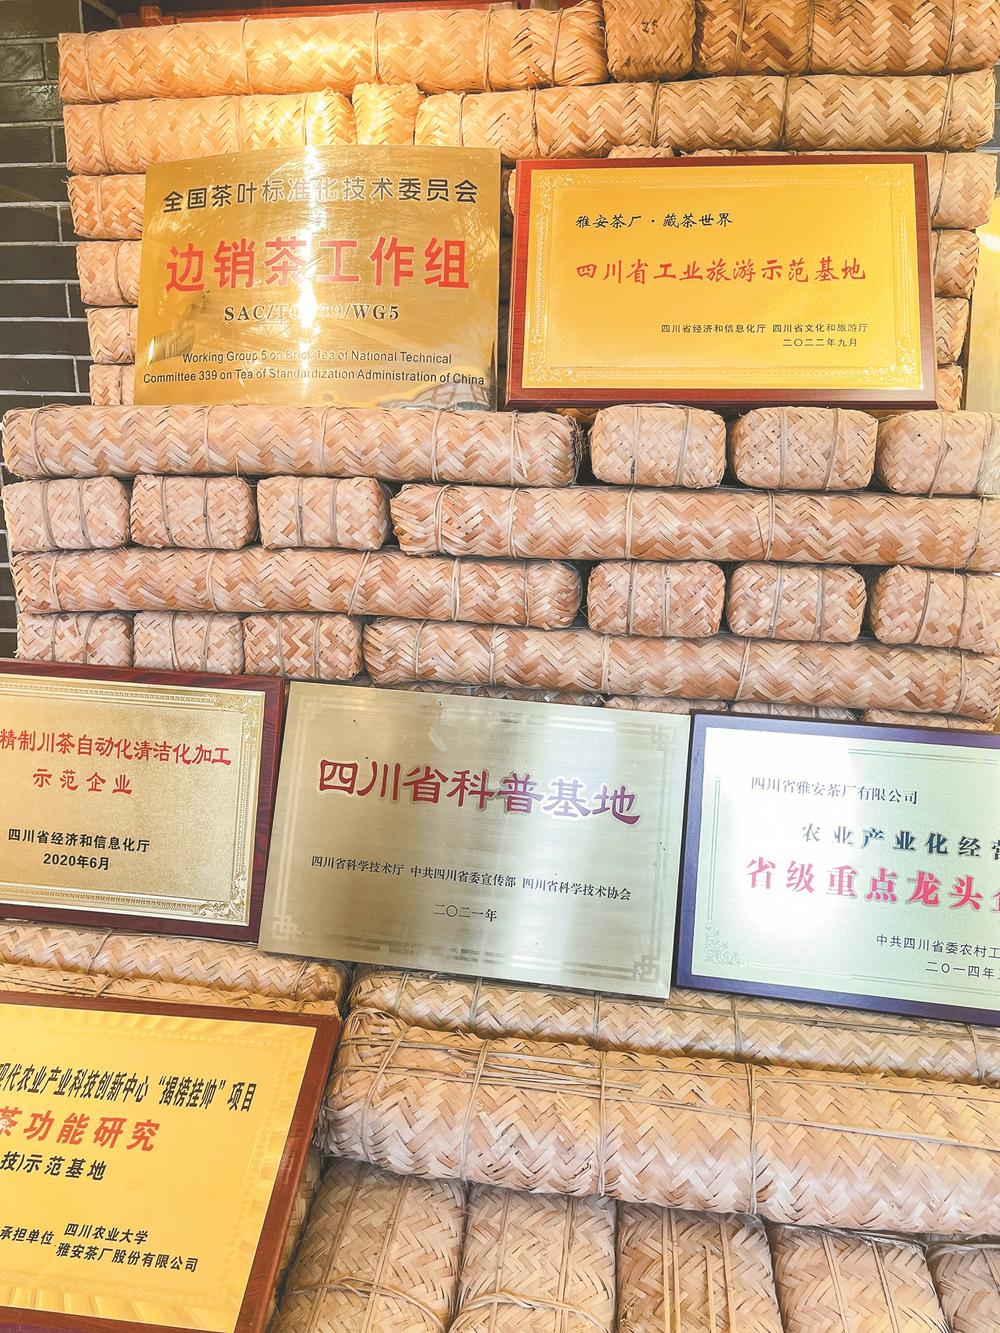 全国茶叶标准化技术委员会
边销茶工作组
SAC/TC339/WG5
Working Group 5 on Brick Tea of National Technical
Committee 339 on Tea of Standardization Administration of China
雅安茶厂·藏茶世界
四川省工业旅游示范基地
四川省经济和信息化厅 四川省文化和旅游厅
二〇二二年九月
精制川茶自动化清洁化加工
示范企业
四川省经济和信息化厅
2020年6月
四川省科普基地
四川省科学技术厅 中共四川省委宣传部 四川省科学技术协会
二〇二一年
四川省雅安茶厂有限公司
农业产业化经营
省级重点龙头
中共四川省委农村工
二〇一四年
现代农业产业科技创新中心“揭榜挂帅”项目
茶功能研究
技)示范基地
承担单位 四川农业大学
雅安茶厂股份有限公司